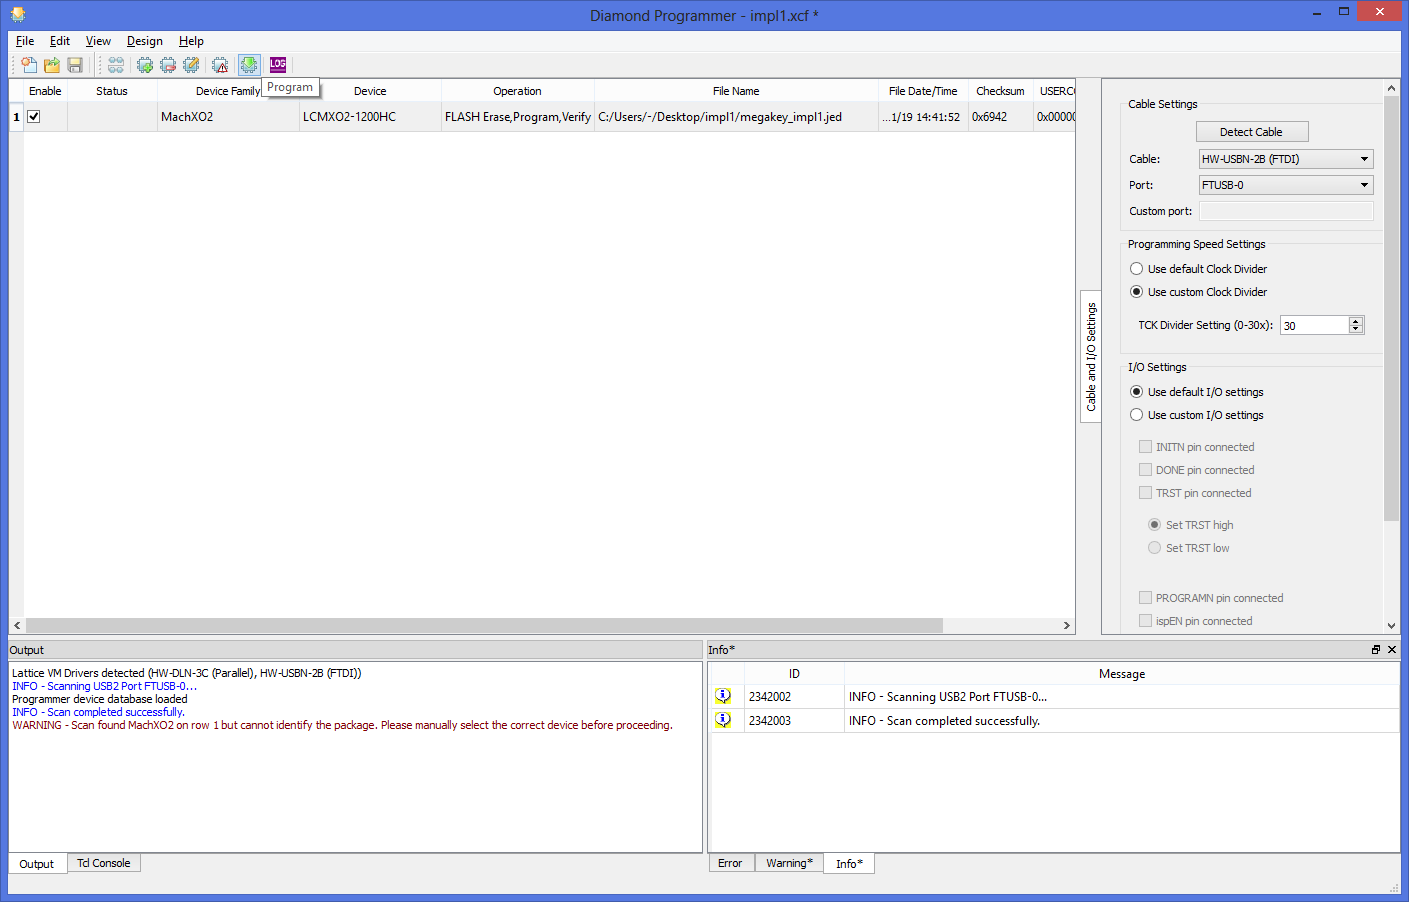 Diamond Programmer - impl1.xcf *
File Edit View Design Help
LOG
Program
Enable Status Device Family Device Operation File Name File Date/Time Checksum USERCO
1 MachXO2 LCMXO2-1200HC FLASH Erase,Program,Verify C:/Users/-/Desktop/impl1/megakey_impl1.jed ...1/19 14:41:52 0x6942 0x00000
Cable and I/O Settings
Cable Settings
Detect Cable
Cable: HW-USBN-2B (FTDI)
Port: FTUSB-0
Custom port:
Programming Speed Settings
Use default Clock Divider
Use custom Clock Divider
TCK Divider Setting (0-30x): 30
I/O Settings
Use default I/O settings
Use custom I/O settings
INITN pin connected
DONE pin connected
TRST pin connected
Set TRST high
Set TRST low
PROGRAMN pin connected
ispEN pin connected
Output
Lattice VM Drivers detected (HW-DLN-3C (Parallel), HW-USBN-2B (FTDI))
INFO - Scanning USB2 Port FTUSB-0...
Programmer device database loaded
INFO - Scan completed successfully.
WARNING - Scan found MachXO2 on row 1 but cannot identify the package. Please manually select the correct device before proceeding.
Output Tcl Console
Info*
ID Message
2342002 INFO - Scanning USB2 Port FTUSB-0...
2342003 INFO - Scan completed successfully.
Error Warning* Info*